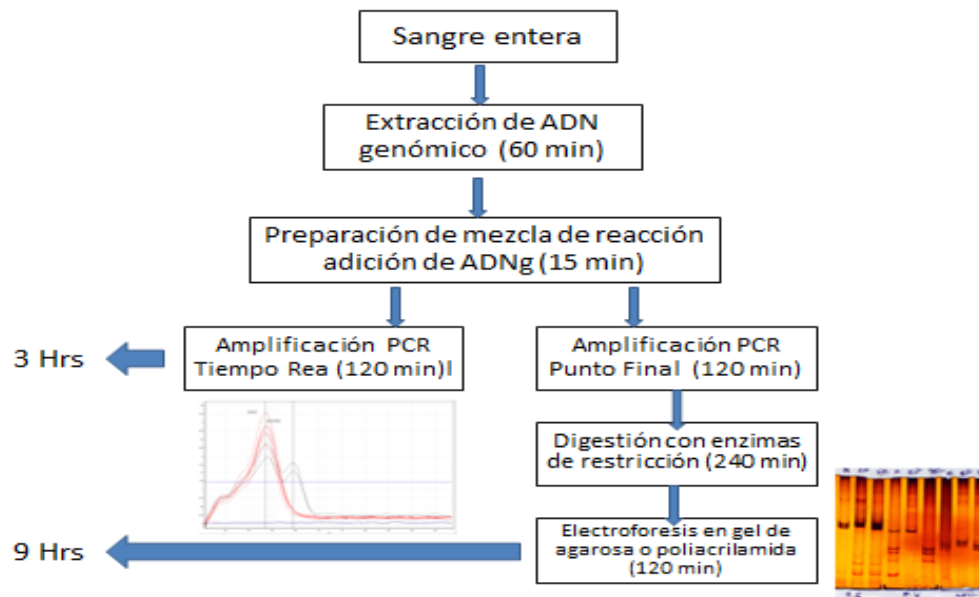 Sangre entera
Extracción de ADN
genómico (60 min)
Preparación de mezcla de reacción
adición de ADNg (15 min)
3 Hrs
Amplificación PCR
Tiempo Rea (120 min)l
Amplificación PCR
Punto Final (120 min)
Digestión con enzimas
de restricción (240 min)
9 Hrs
Electroforesis en gel de
agarosa o poliacrilamida
(120 min)